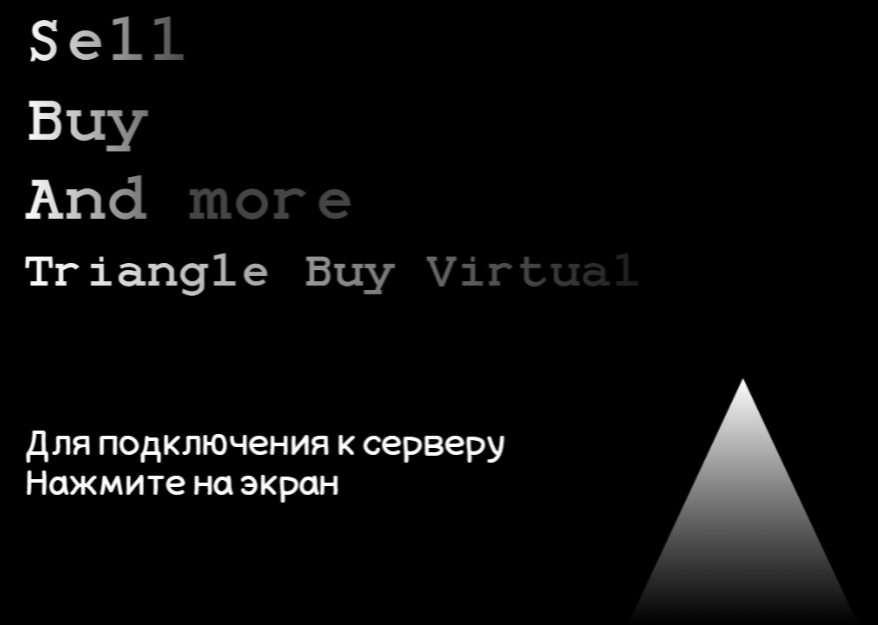 Sell
Buy
And more
Triangle Buy Virtual
Для подключения к серверу
Нажмите на экран